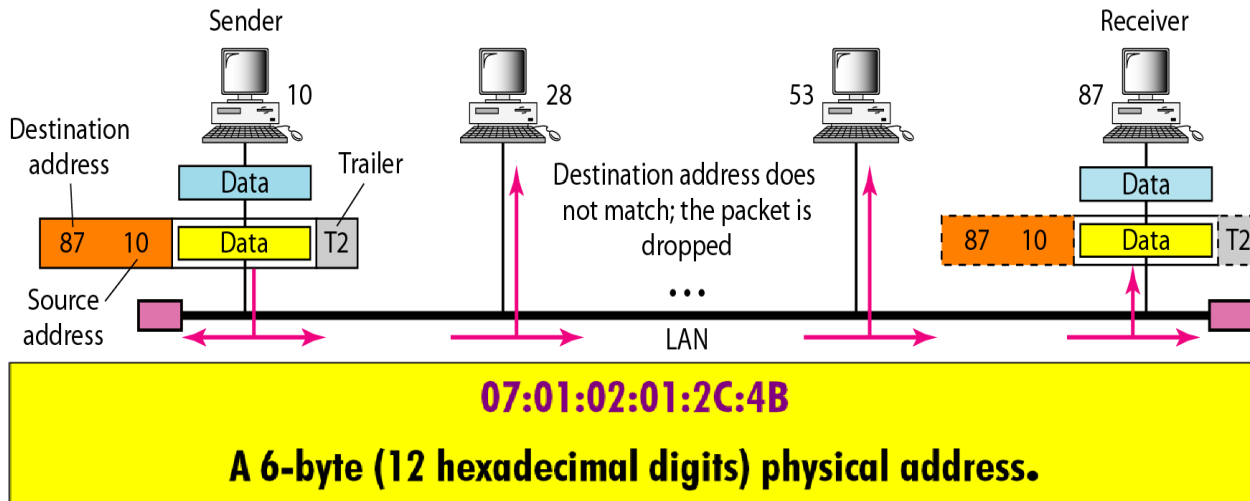 Sender
Receiver
10
28
53
87
Destination
address
Trailer
Data
Destination address does
not match; the packet is
dropped
Data
87 10 Data T2
87 10 Data T2
Source
address
...
LAN
07:01:02:01:2C:4B
A 6-byte (12 hexadecimal digits) physical address.